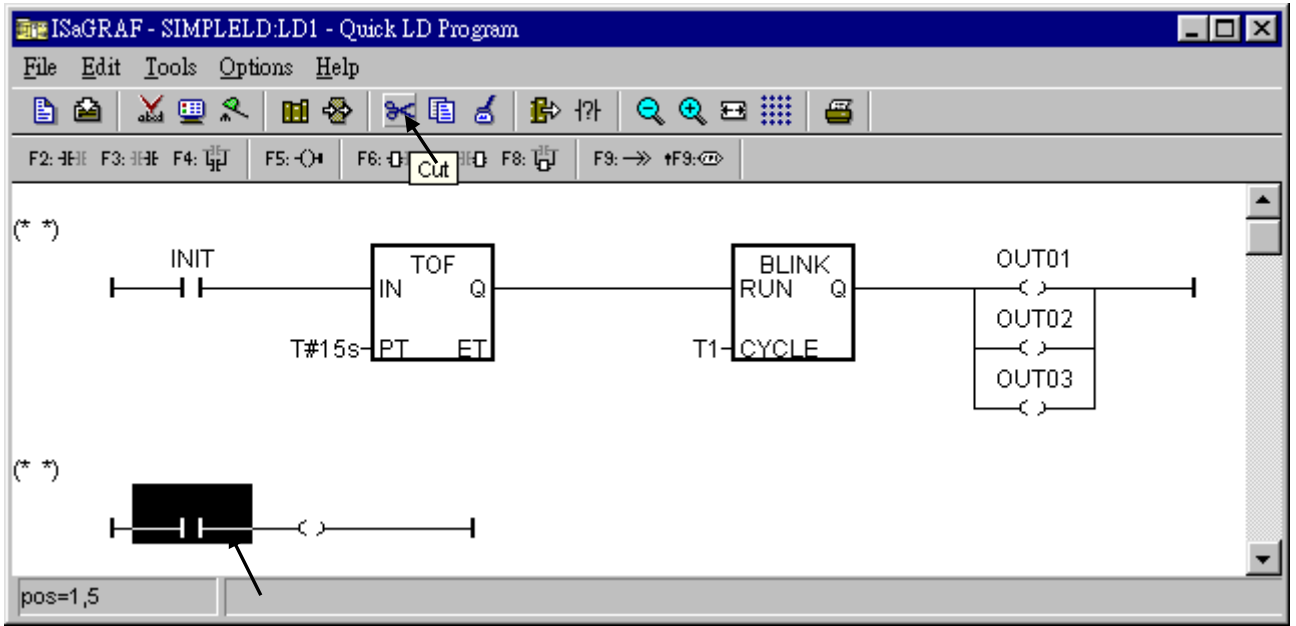 ISaGRAF - SIMPLELD:LD1 - Quick LD Program
File Edit Tools Options Help
F2: F3: F4: F5: F6: F8: F9: F9:
Cut
(* *)
INIT TOF BLINK OUT01
IN Q RUN Q
OUT02
T#15s PT ET T1 CYCLE
OUT03
(* *)
pos=1,5